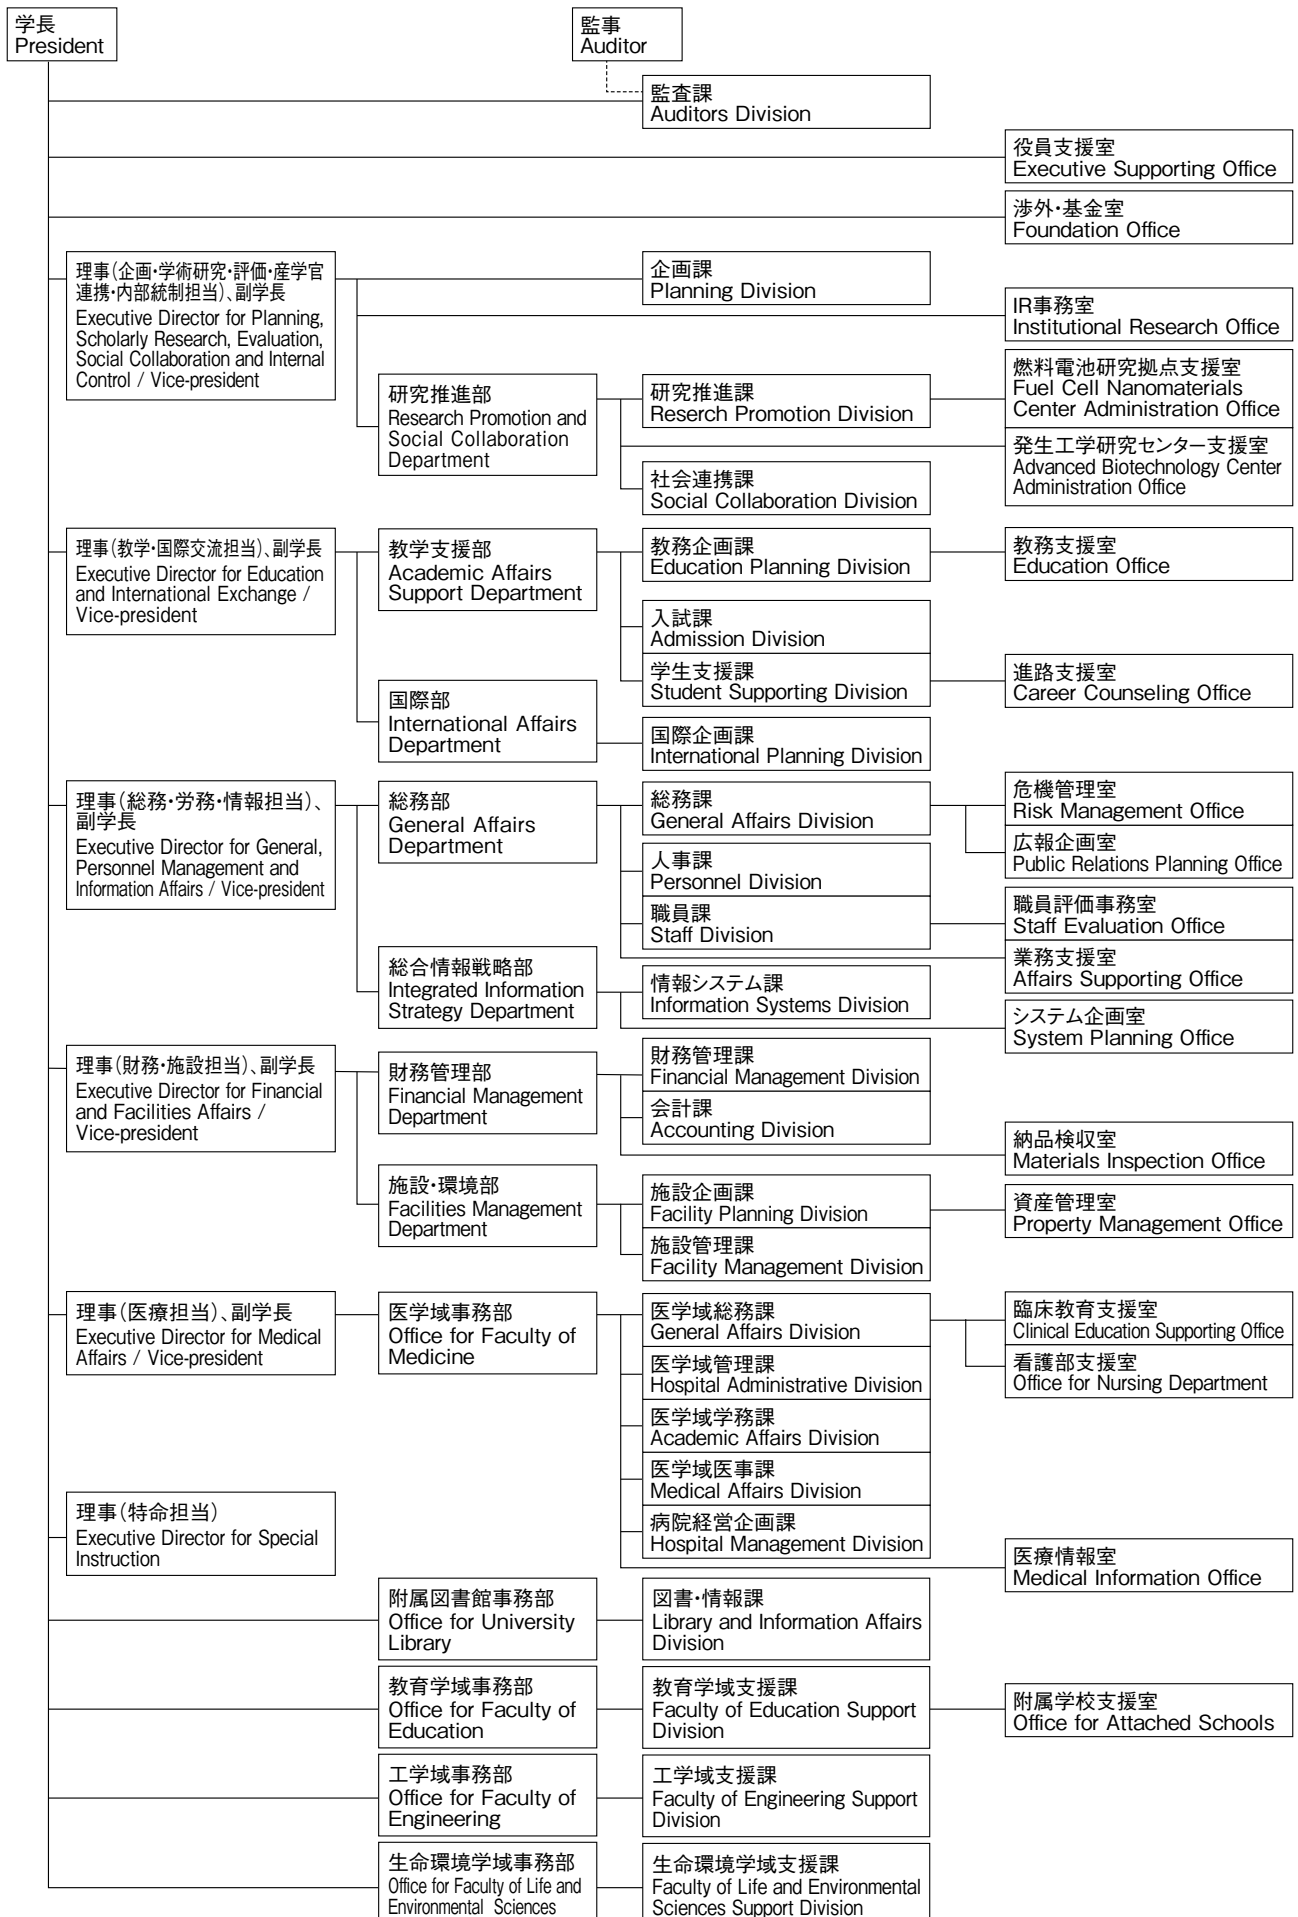 学長
President
監事
Auditor
監査課
Auditors Division
役員支援室
Executive Supporting Office
渉外・基金室
Foundation Office
理事(企画・学術研究・評価・産学官
連携・内部統制担当)、副学長
Executive Director for Planning,
Scholarly Research, Evaluation,
Social Collaboration and Internal
Control / Vice-president
企画課
Planning Division
IR事務室
Institutional Research Office
研究推進部
Research Promotion and
Social Collaboration
Department
研究推進課
Reserch Promotion Division
燃料電池研究拠点支援室
Fuel Cell Nanomaterials
Center Administration Office
発生工学研究センター支援室
Advanced Biotechnology Center
Administration Office
社会連携課
Social Collaboration Division
理事(教学・国際交流担当)、副学長
Executive Director for Education
and International Exchange /
Vice-president
教学支援部
Academic Affairs
Support Department
教務企画課
Education Planning Division
教務支援室
Education Office
入試課
Admission Division
学生支援課
Student Supporting Division
進路支援室
Career Counseling Office
国際部
International Affairs
Department
国際企画課
International Planning Division
理事(総務・労務・情報担当)、
副学長
Executive Director for General,
Personnel Management and
Information Affairs / Vice-president
総務部
General Affairs
Department
総務課
General Affairs Division
危機管理室
Risk Management Office
広報企画室
Public Relations Planning Office
人事課
Personnel Division
職員課
Staff Division
職員評価事務室
Staff Evaluation Office
業務支援室
Affairs Supporting Office
総合情報戦略部
Integrated Information
Strategy Department
情報システム課
Information Systems Division
システム企画室
System Planning Office
理事(財務・施設担当)、副学長
Executive Director for Financial
and Facilities Affairs /
Vice-president
財務管理部
Financial Management
Department
財務管理課
Financial Management Division
会計課
Accounting Division
納品検収室
Materials Inspection Office
施設・環境部
Facilities Management
Department
施設企画課
Facility Planning Division
資産管理室
Property Management Office
施設管理課
Facility Management Division
理事(医療担当)、副学長
Executive Director for Medical
Affairs / Vice-president
医学域事務部
Office for Faculty of
Medicine
医学域総務課
General Affairs Division
臨床教育支援室
Clinical Education Supporting Office
看護部支援室
Office for Nursing Department
医学域管理課
Hospital Administrative Division
医学域学務課
Academic Affairs Division
医学域医事課
Medical Affairs Division
病院経営企画課
Hospital Management Division
医療情報室
Medical Information Office
理事(特命担当)
Executive Director for Special
Instruction
附属図書館事務部
Office for University
Library
図書・情報課
Library and Information Affairs
Division
教育学域事務部
Office for Faculty of
Education
教育学域支援課
Faculty of Education Support
Division
附属学校支援室
Office for Attached Schools
工学域事務部
Office for Faculty of
Engineering
工学域支援課
Faculty of Engineering Support
Division
生命環境学域事務部
Office for Faculty of Life and
Environmental Sciences
生命環境学域支援課
Faculty of Life and Environmental
Sciences Support Division